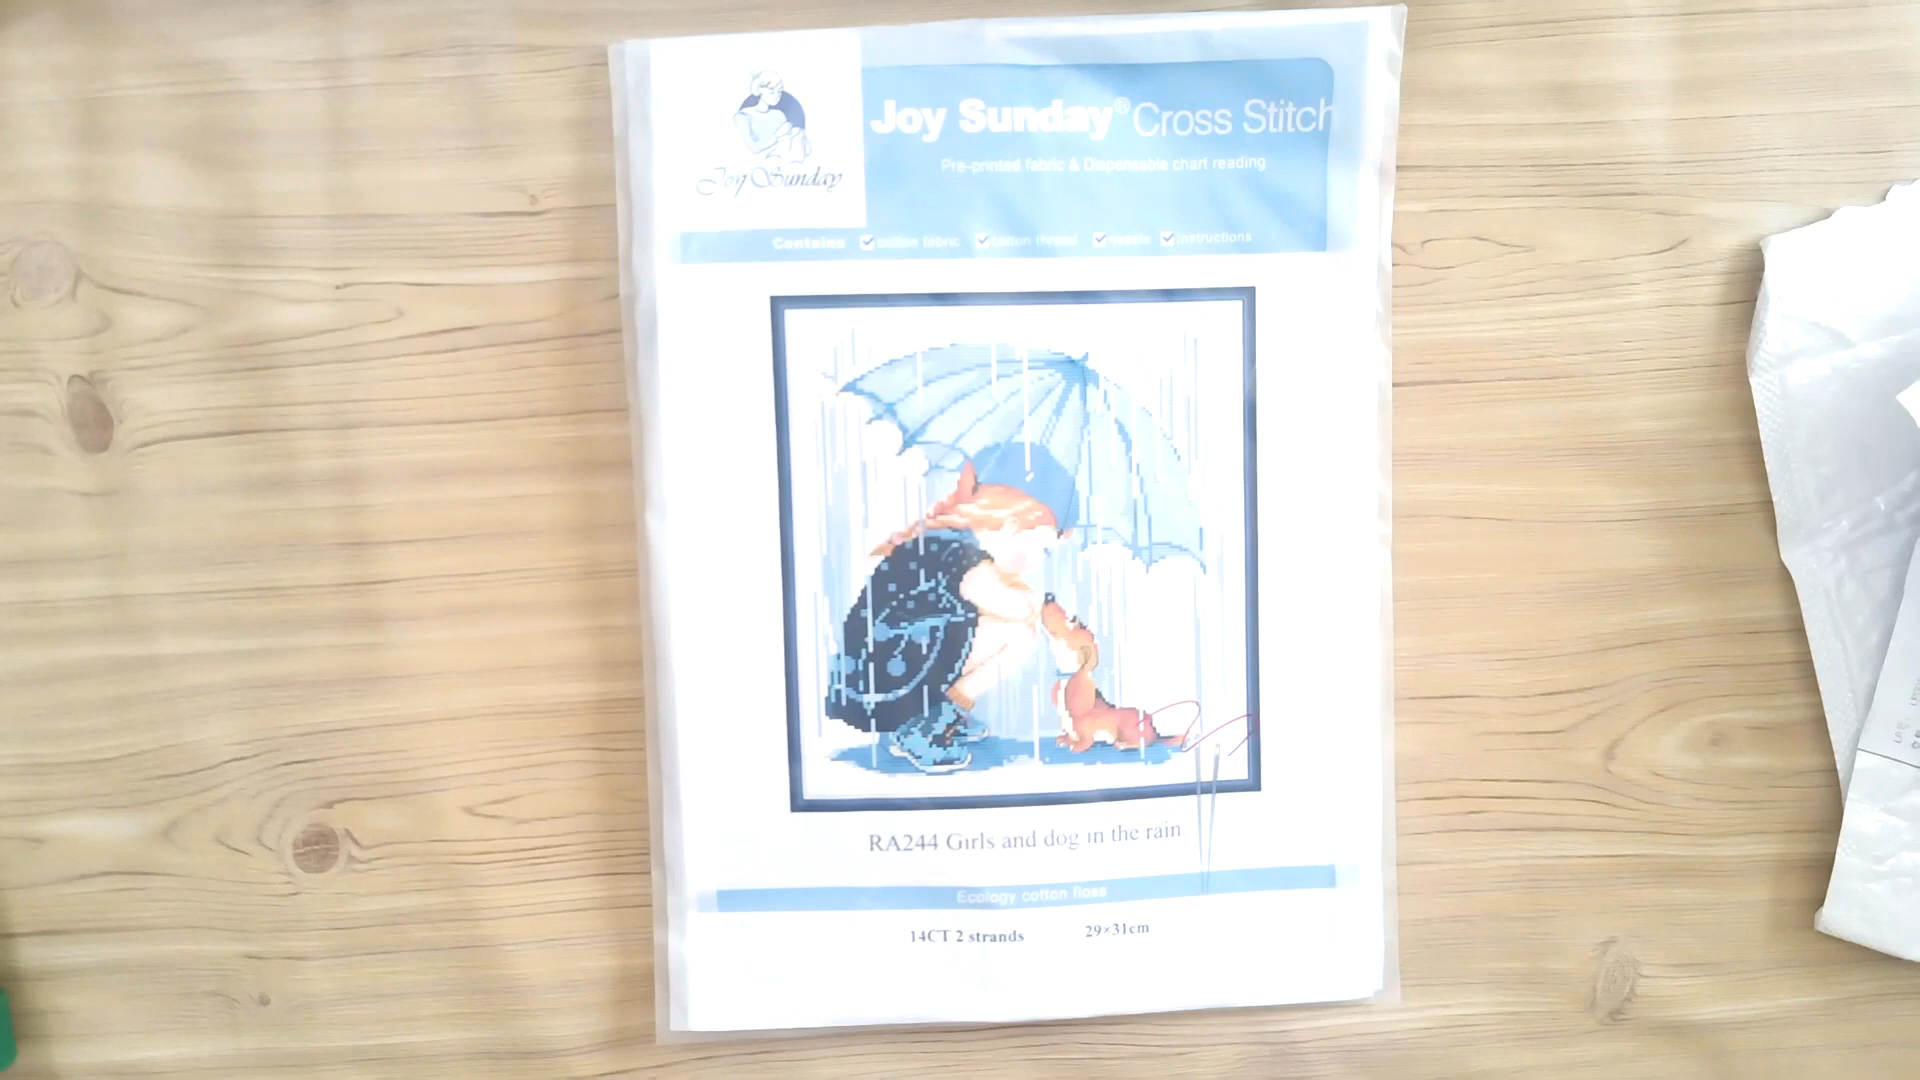 Joy Sunday
Joy Sunday® Cross Stitch
Pre-printed fabric & Dispensable chart reading
Contains cotton fabric cotton thread needle instructions
RA244 Girls and dog in the rain
Ecology cotton floss
14CT 2 strands 29×31cm